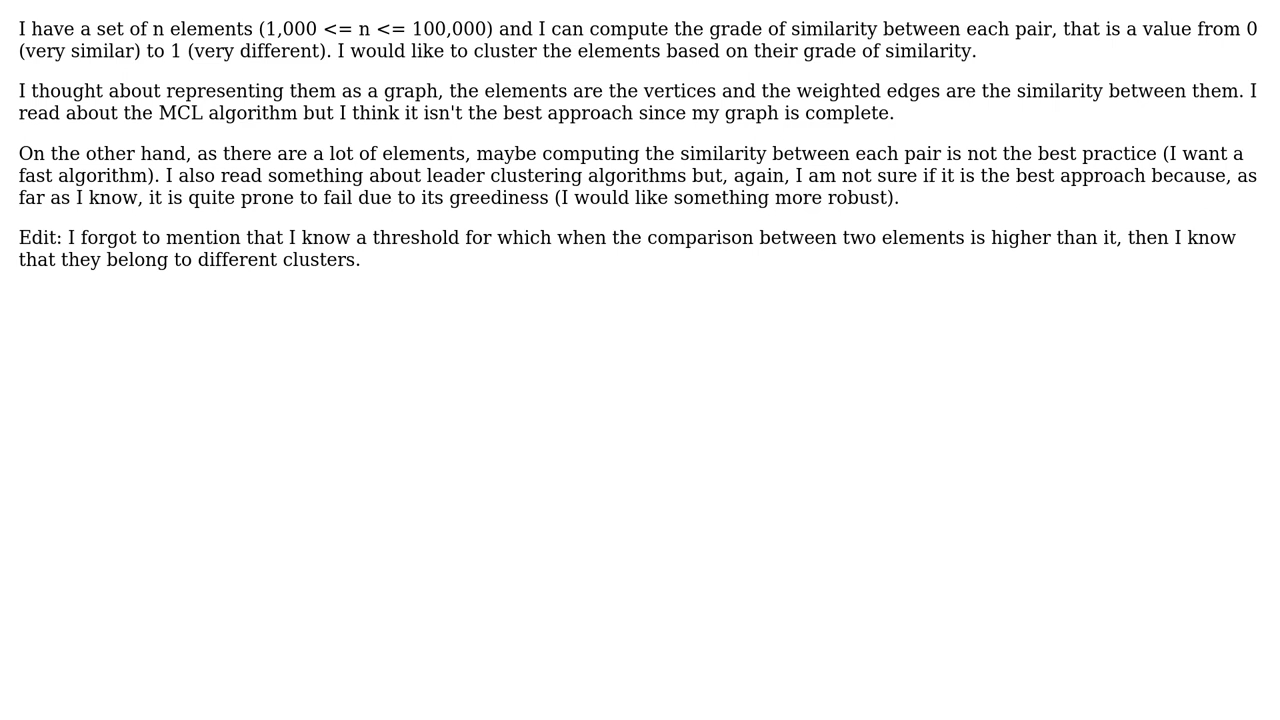 I have a set of n elements (1,000 <= n <= 100,000) and I can compute the grade of similarity between each pair, that is a value from 0
(very similar) to 1 (very different). I would like to cluster the elements based on their grade of similarity.
I thought about representing them as a graph, the elements are the vertices and the weighted edges are the similarity between them. I
read about the MCL algorithm but I think it isn't the best approach since my graph is complete.
On the other hand, as there are a lot of elements, maybe computing the similarity between each pair is not the best practice (I want a
fast algorithm). I also read something about leader clustering algorithms but, again, I am not sure if it is the best approach because, as
far as I know, it is quite prone to fail due to its greediness (I would like something more robust).
Edit: I forgot to mention that I know a threshold for which when the comparison between two elements is higher than it, then I know
that they belong to different clusters.